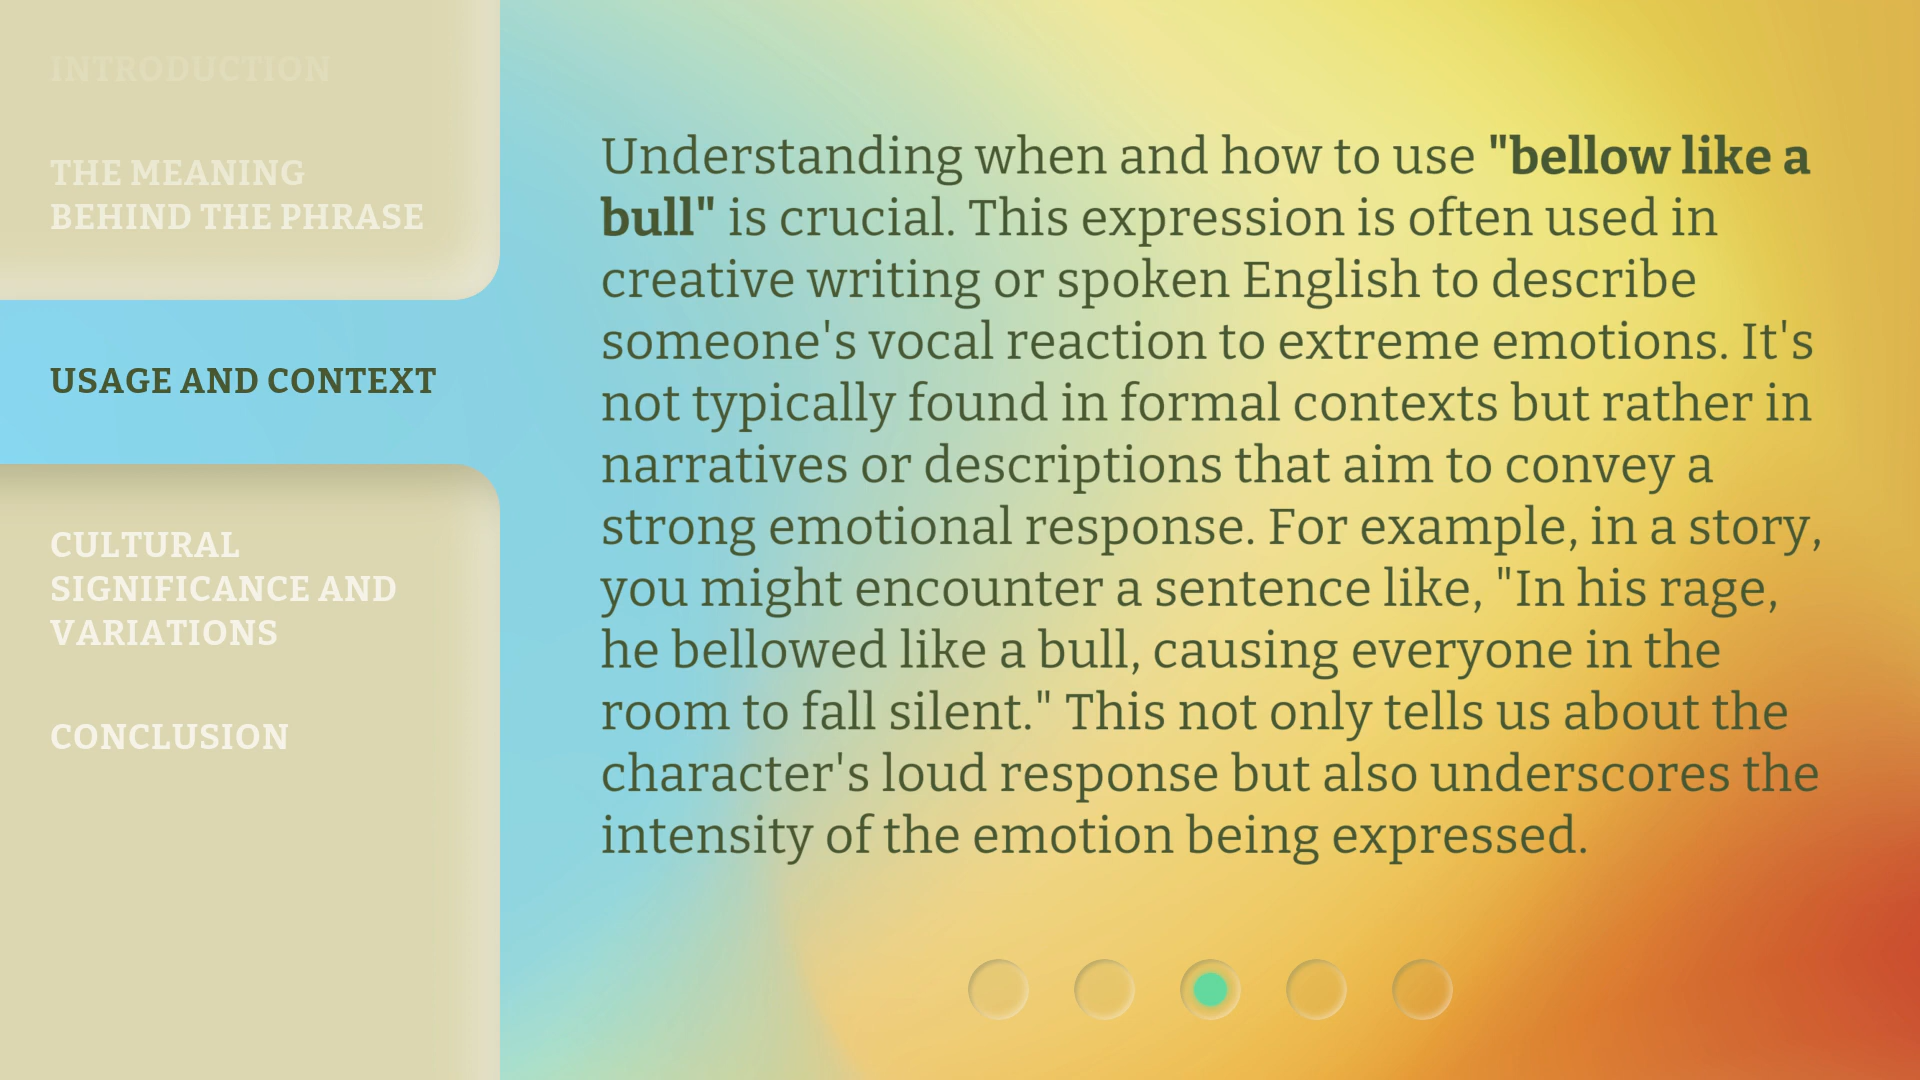 INTRODUCTION
THE MEANING
BEHIND THE PHRASE
USAGE AND CONTEXT
CULTURAL
SIGNIFICANCE AND
VARIATIONS
CONCLUSION
Understanding when and how to use "bellow like a
bull" is crucial. This expression is often used in
creative writing or spoken English to describe
someone's vocal reaction to extreme emotions. It's
not typically found in formal contexts but rather in
narratives or descriptions that aim to convey a
strong emotional response. For example, in a story,
you might encounter a sentence like, "In his rage,
he bellowed like a bull, causing everyone in the
room to fall silent." This not only tells us about the
character's loud response but also underscores the
intensity of the emotion being expressed.